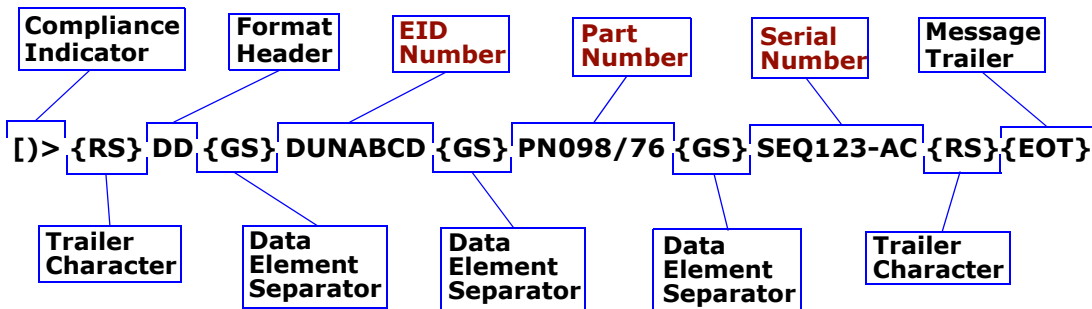 Compliance
Indicator
Format
Header
EID
Number
Part
Number
Serial
Number
Message
Trailer
[)> {RS} DD {GS} DUNABCD {GS} PN098/76 {GS} SEQ123-AC {RS}{EOT}
Trailer
Character
Data
Element
Separator
Data
Element
Separator
Data
Element
Separator
Trailer
Character